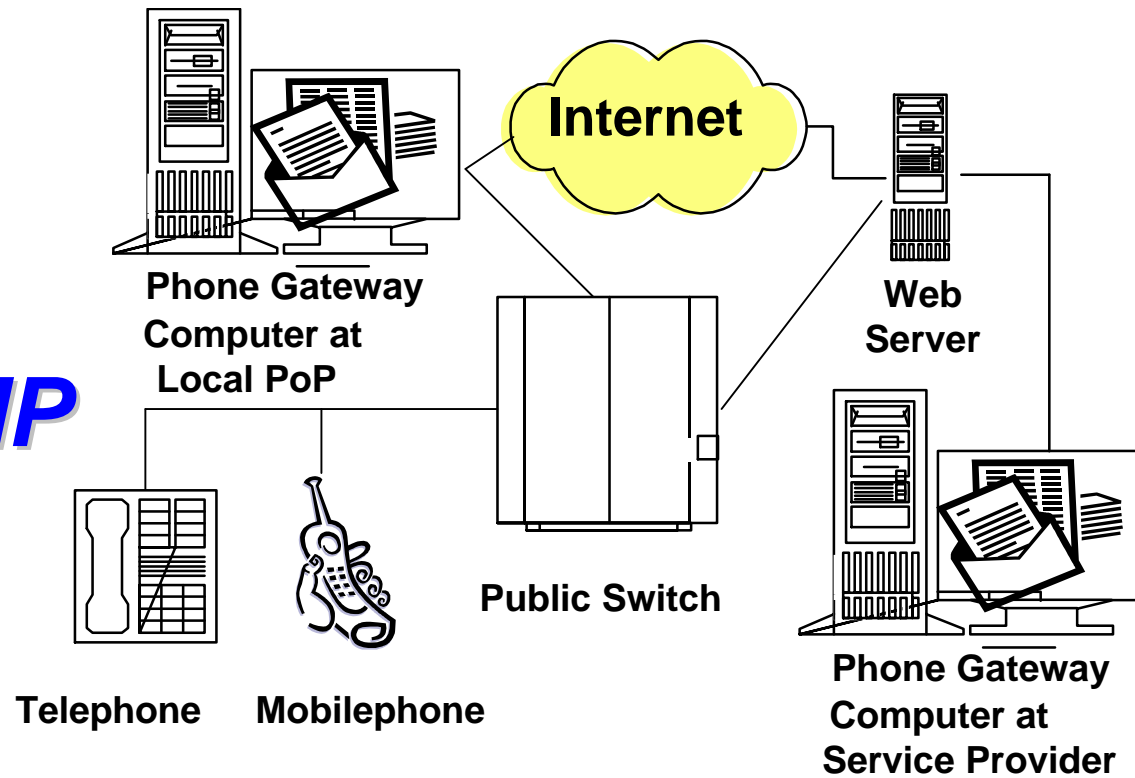 Internet
Phone Gateway
Computer at
Local PoP
Web
Server
IP
Public Switch
Telephone
Mobilephone
Phone Gateway
Computer at
Service Provider